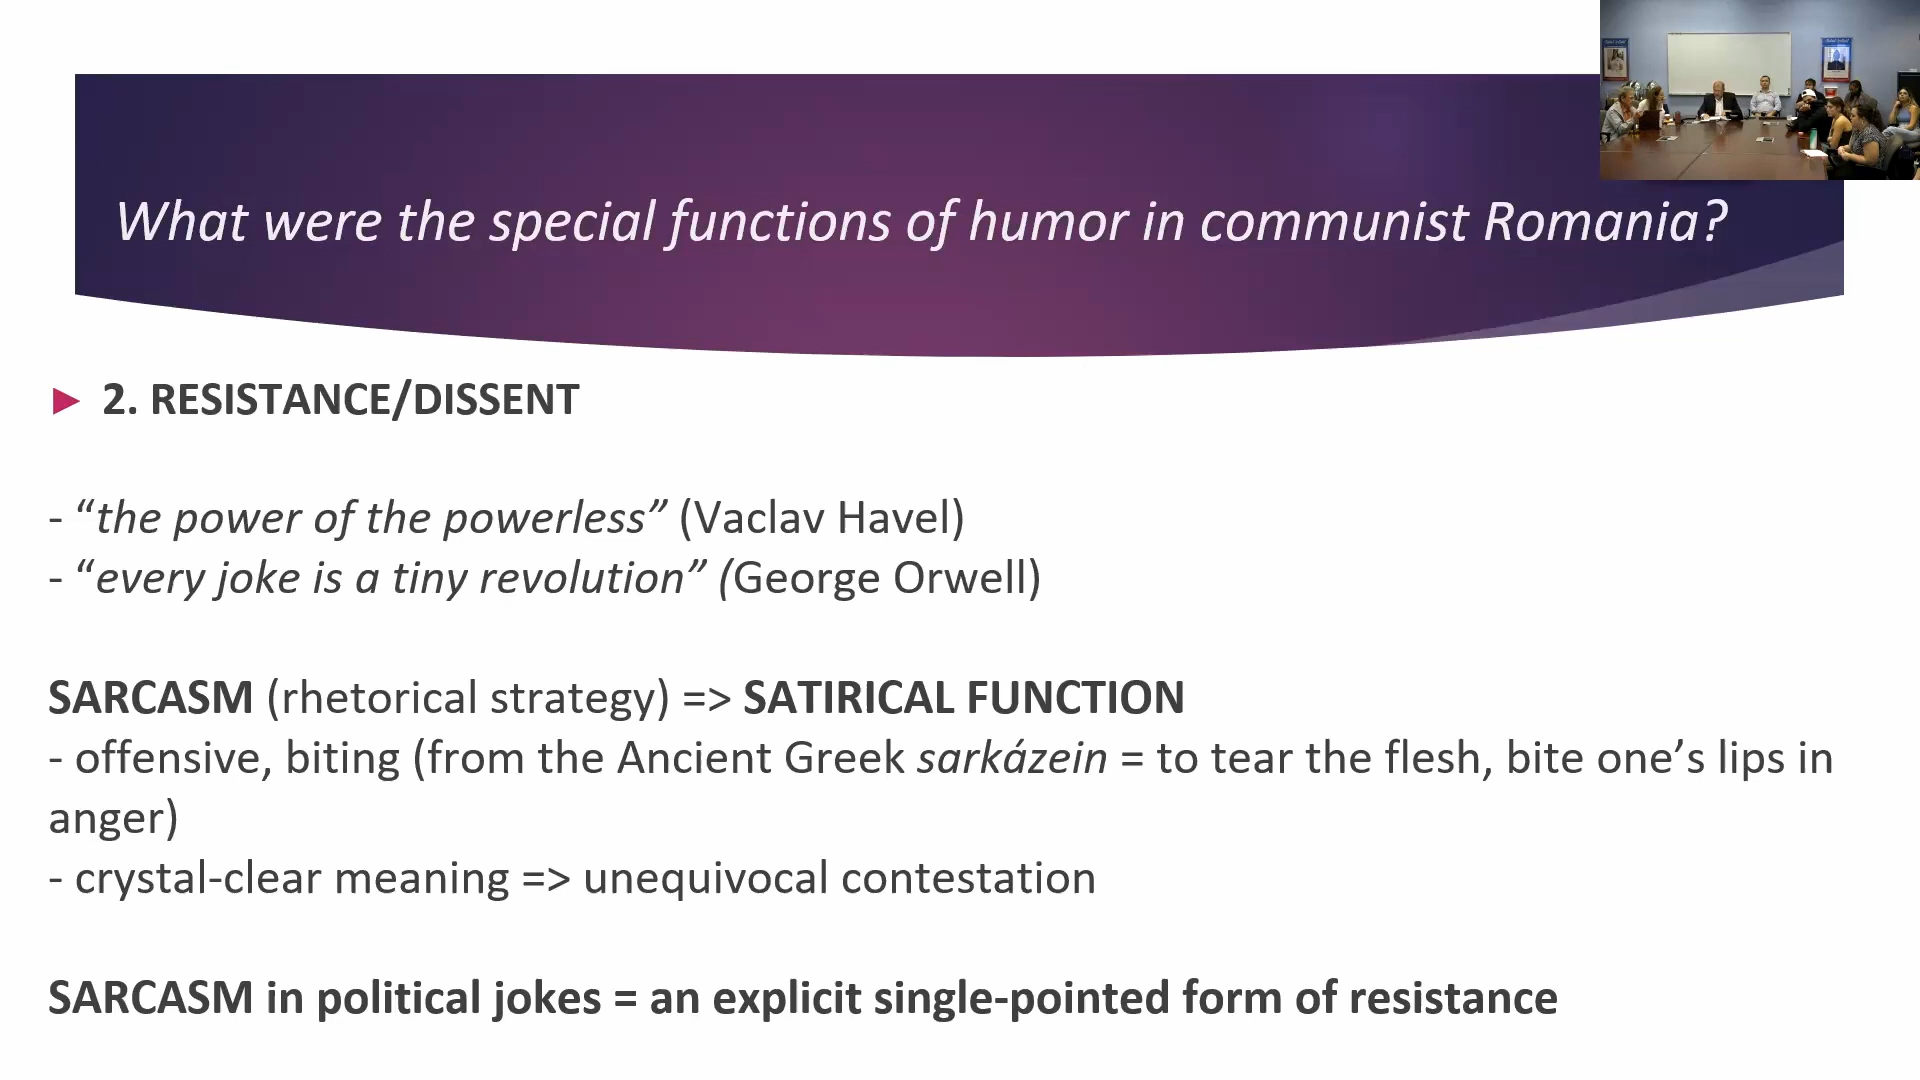 What were the special functions of humor in communist Romania?
► 2. RESISTANCE/DISSENT
- “the power of the powerless” (Vaclav Havel)
- “every joke is a tiny revolution” (George Orwell)
SARCASM (rhetorical strategy) => SATIRICAL FUNCTION
- offensive, biting (from the Ancient Greek sarkázein = to tear the flesh, bite one’s lips in
anger)
- crystal-clear meaning => unequivocal contestation
SARCASM in political jokes = an explicit single-pointed form of resistance